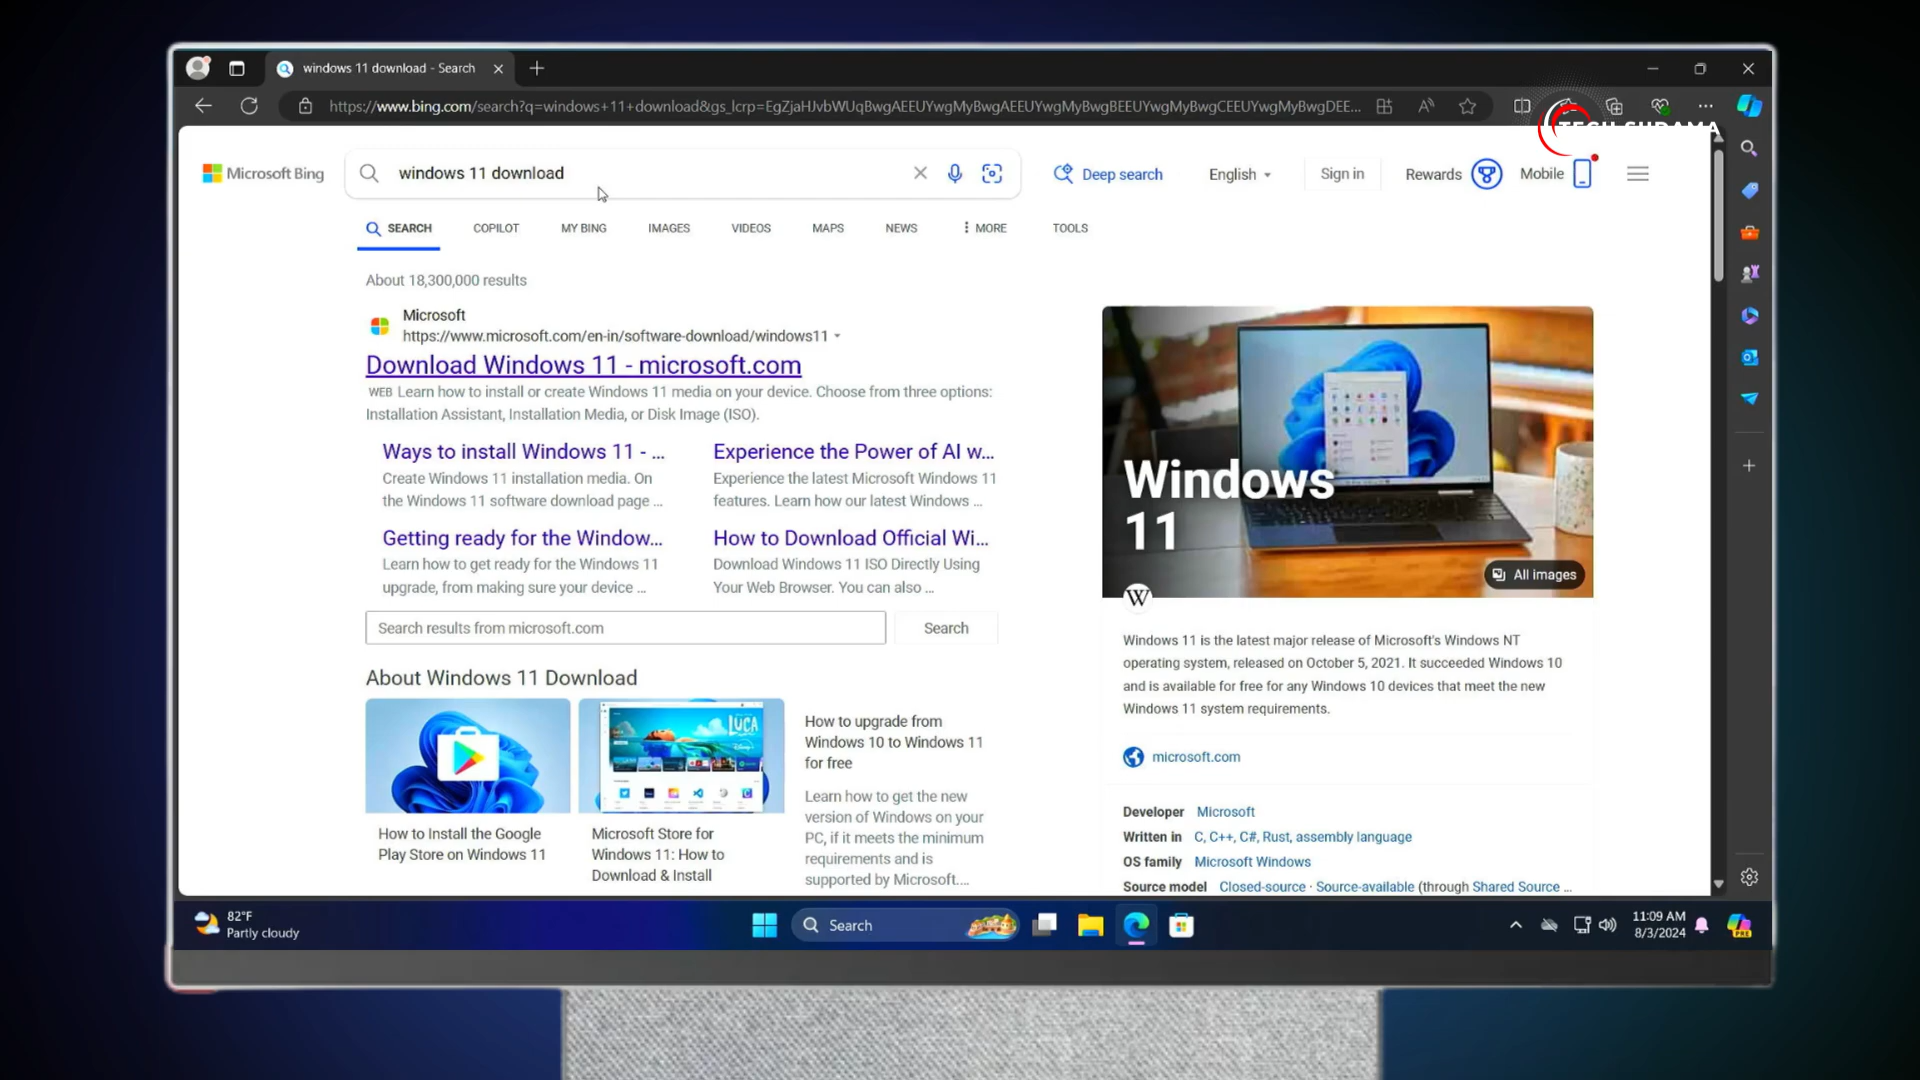 windows 11 download - Search
https://www.bing.com/search?q=windows+11+download&gs_lcrp=EgZjaHJvbWUqBwgAEEUYwgMyBwgAEEUYwgMyBwgBEEUYwgMyBwgCEEUYwgMyBwgDEE...
TECH SUDAMA
Microsoft Bing
windows 11 download
Deep search
English
Sign in
Rewards
Mobile
SEARCH
COPILOT
MY BING
IMAGES
VIDEOS
MAPS
NEWS
MORE
TOOLS
About 18,300,000 results
Microsoft
https://www.microsoft.com/en-in/software-download/windows11
Download Windows 11 - microsoft.com
WEB Learn how to install or create Windows 11 media on your device. Choose from three options:
Installation Assistant, Installation Media, or Disk Image (ISO).
Ways to install Windows 11 - ...
Create Windows 11 installation media. On
the Windows 11 software download page ...
Experience the Power of AI w...
Experience the latest Microsoft Windows 11
features. Learn how our latest Windows ...
Getting ready for the Window...
Learn how to get ready for the Windows 11
upgrade, from making sure your device ...
How to Download Official Wi...
Download Windows 11 ISO Directly Using
Your Web Browser. You can also ...
Search results from microsoft.com
Search
About Windows 11 Download
LUCA
How to Install the Google
Play Store on Windows 11
Microsoft Store for
Windows 11: How to
Download & Install
How to upgrade from
Windows 10 to Windows 11
for free
Learn how to get the new
version of Windows on your
PC, if it meets the minimum
requirements and is
supported by Microsoft....
Windows
11
All images
W
Windows 11 is the latest major release of Microsoft's Windows NT
operating system, released on October 5, 2021. It succeeded Windows 10
and is available for free for any Windows 10 devices that meet the new
Windows 11 system requirements.
microsoft.com
Developer Microsoft
Written in C, C++, C#, Rust, assembly language
OS family Microsoft Windows
Source model Closed-source · Source-available (through Shared Source ...
82°F
Partly cloudy
Search
11:09 AM
8/3/2024
PRE